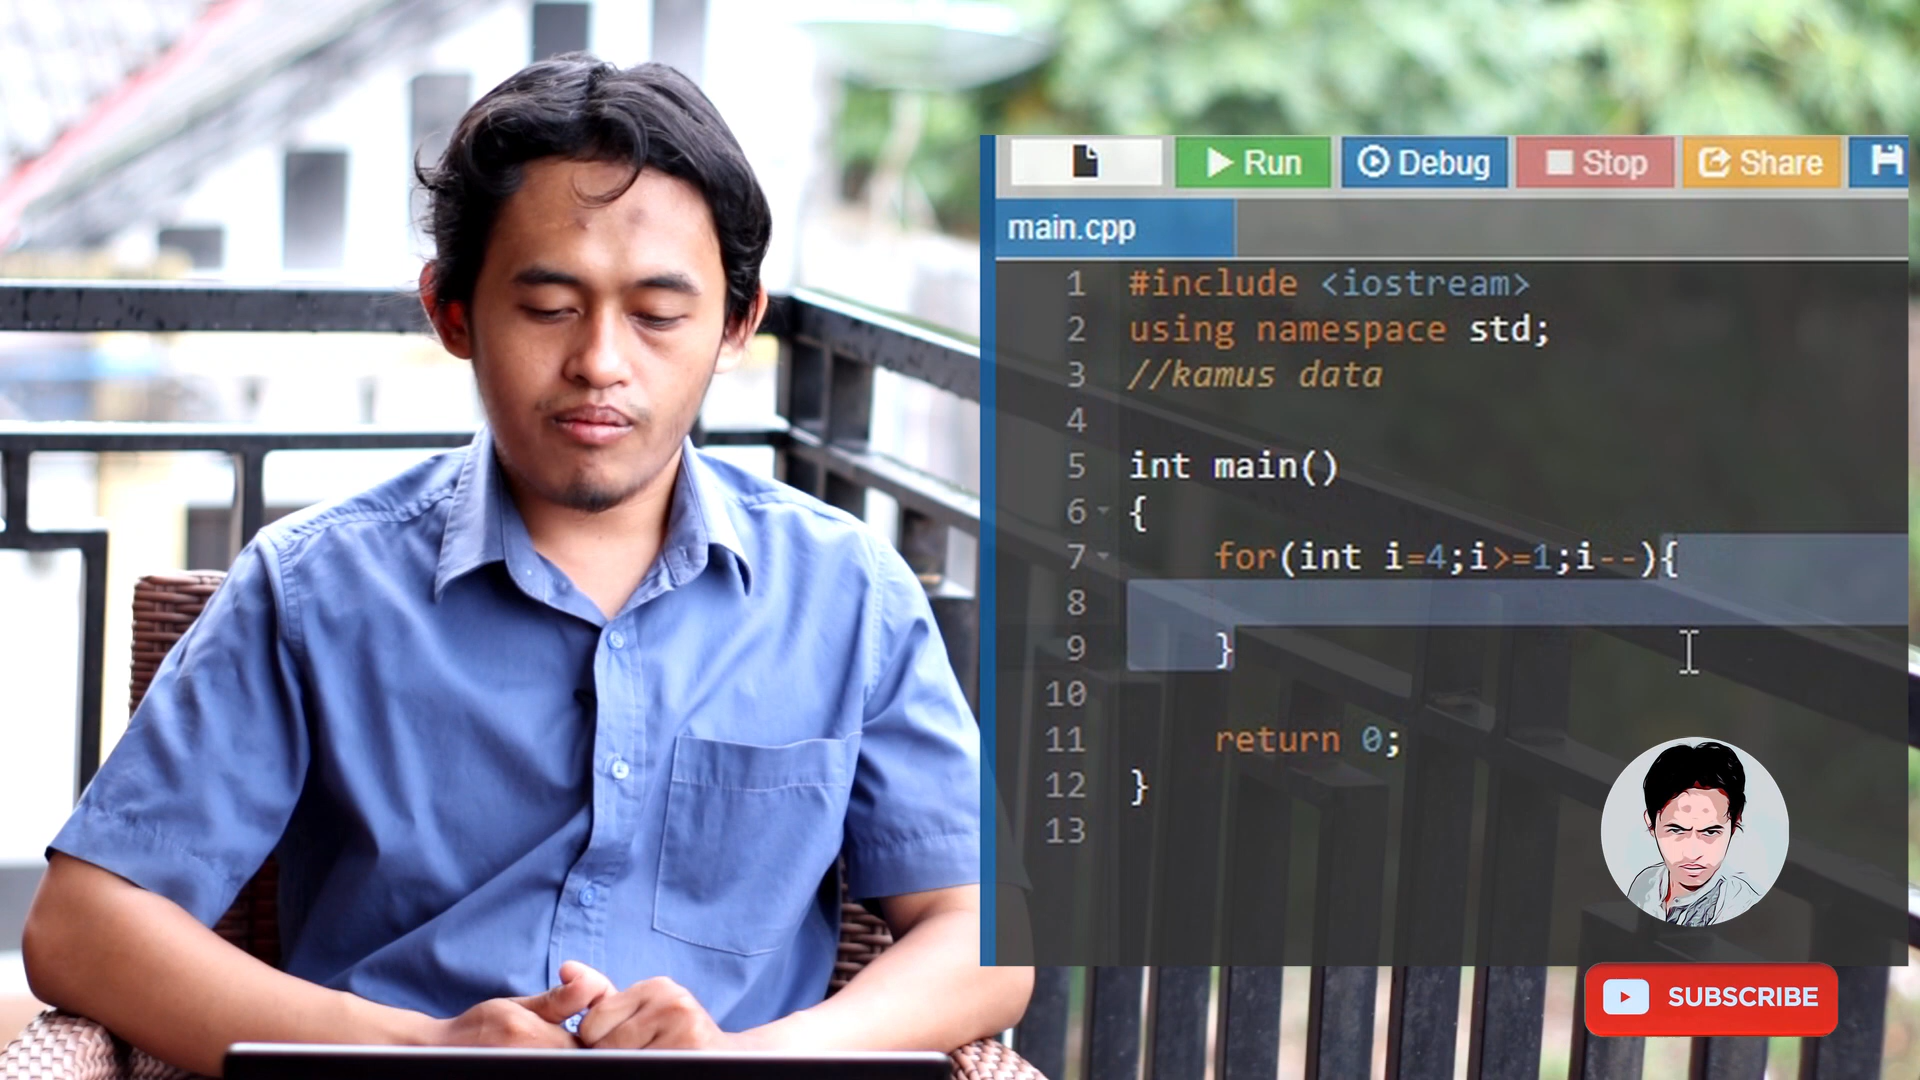 Run Debug Stop Share
main.cpp
1 #include <iostream>
2 using namespace std;
3 //kamus data
4
5 int main()
6 {
7 for(int i=4;i>=1;i--){
8
9 }
10
11 return 0;
12 }
13
SUBSCRIBE